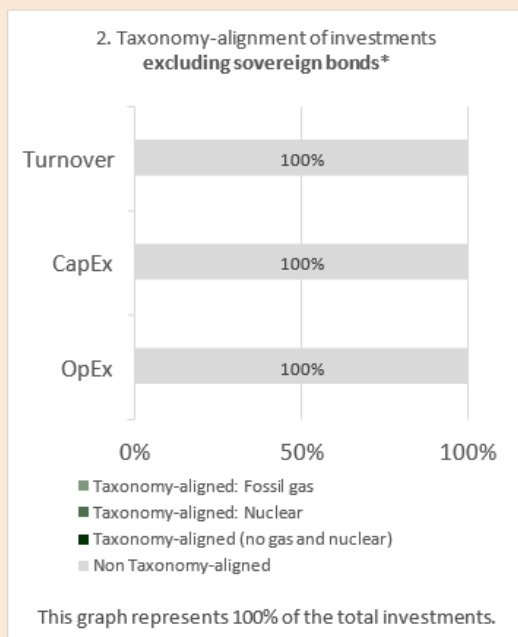 2. Taxonomy-alignment of investments
excluding sovereign bonds*
Turnover
100%
CapEx
100%
OpEx
100%
0%
50%
100%
Taxonomy-aligned: Fossil gas
Taxonomy-aligned: Nuclear
Taxonomy-aligned (no gas and nuclear)
Non Taxonomy-aligned
This graph represents 100% of the total investments.